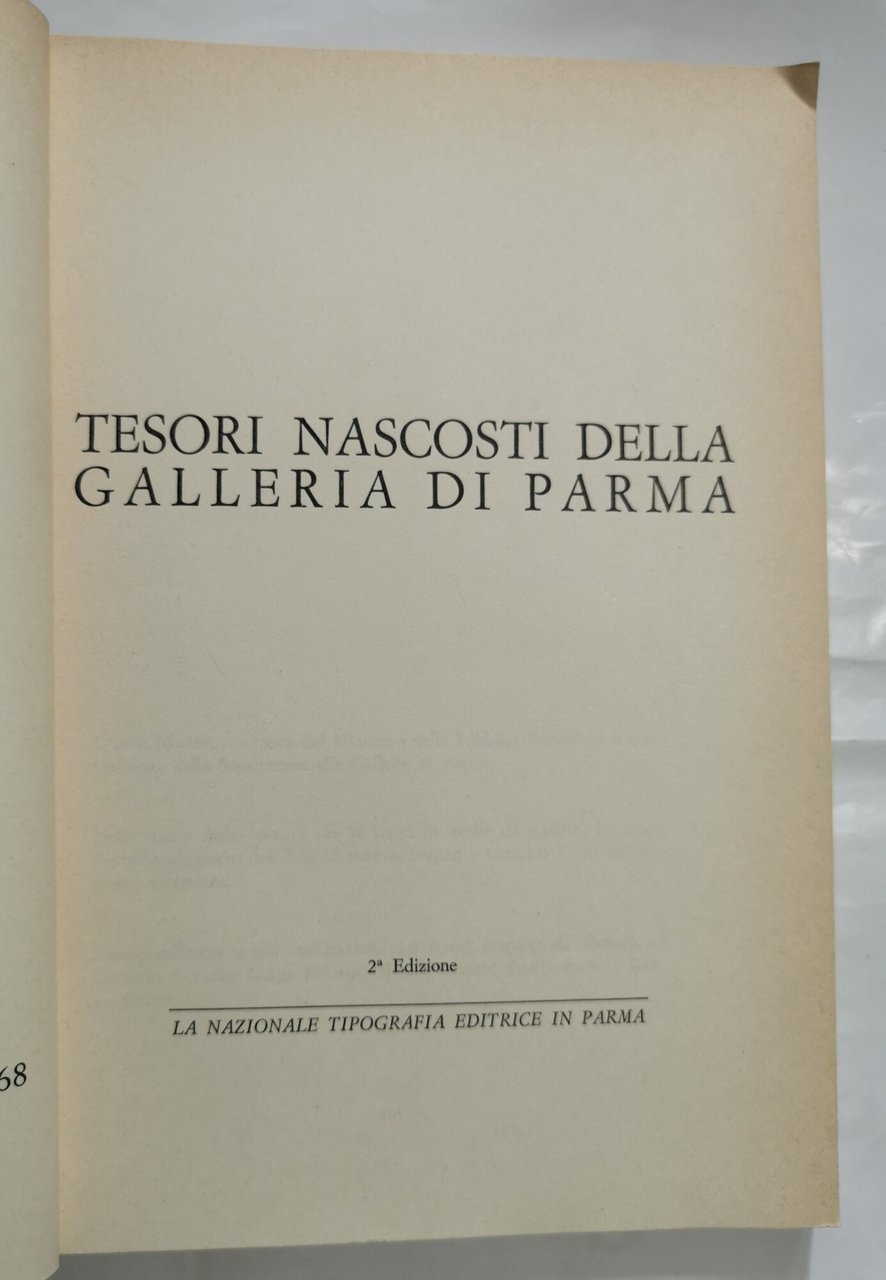 TESORI NASCOSTI DELLA
GALLERIA DI PARMA
2ª Edizione
LA NAZIONALE TIPOGRAFIA EDITRICE IN PARMA
68